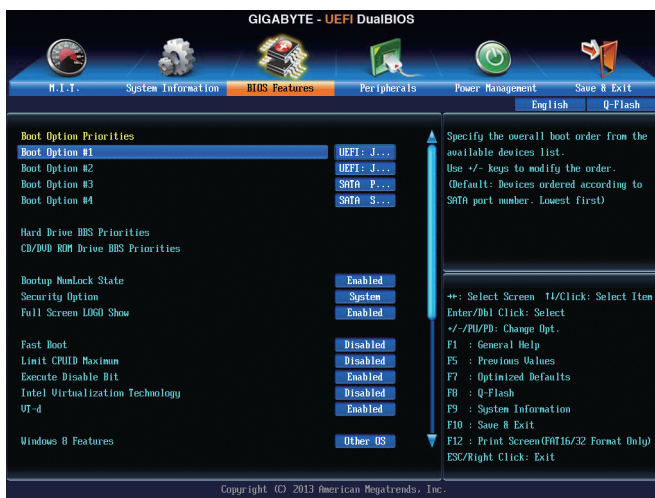 GIGABYTE - UEFI DualBIOS
M.I.T.
System Information
BIOS Features
Peripherals
Power Management
Save & Exit
English
Q-Flash
Boot Option Priorities
Boot Option #1 UEFI: J...
Boot Option #2 UEFI: J...
Boot Option #3 SATA P...
Boot Option #4 SATA S...
Hard Drive BBS Priorities
CD/DVD ROM Drive BBS Priorities
Bootup NumLock State Enabled
Security Option System
Full Screen LOGO Show Enabled
Fast Boot Disabled
Limit CPUID Maximum Disabled
Execute Disable Bit Enabled
Intel Virtualization Technology Disabled
VT-d Enabled
Windows 8 Features Other OS
Specify the overall boot order from the
available devices list.
Use +/- Keys to modify the order.
(Default: Devices ordered according to
SATA port number. Lowest first)
→←: Select Screen ↑↓/Click: Select Item
Enter/Dbl Click: Select
+/-/PU/PD: Change Opt.
F1 : General Help
F5 : Previous Values
F7 : Optimized Defaults
F8 : Q-Flash
F9 : System Information
F10 : Save & Exit
F12 : Print Screen(FAT16/32 Format Only)
ESC/Right Click: Exit
Copyright (C) 2013 American Megatrends, Inc.